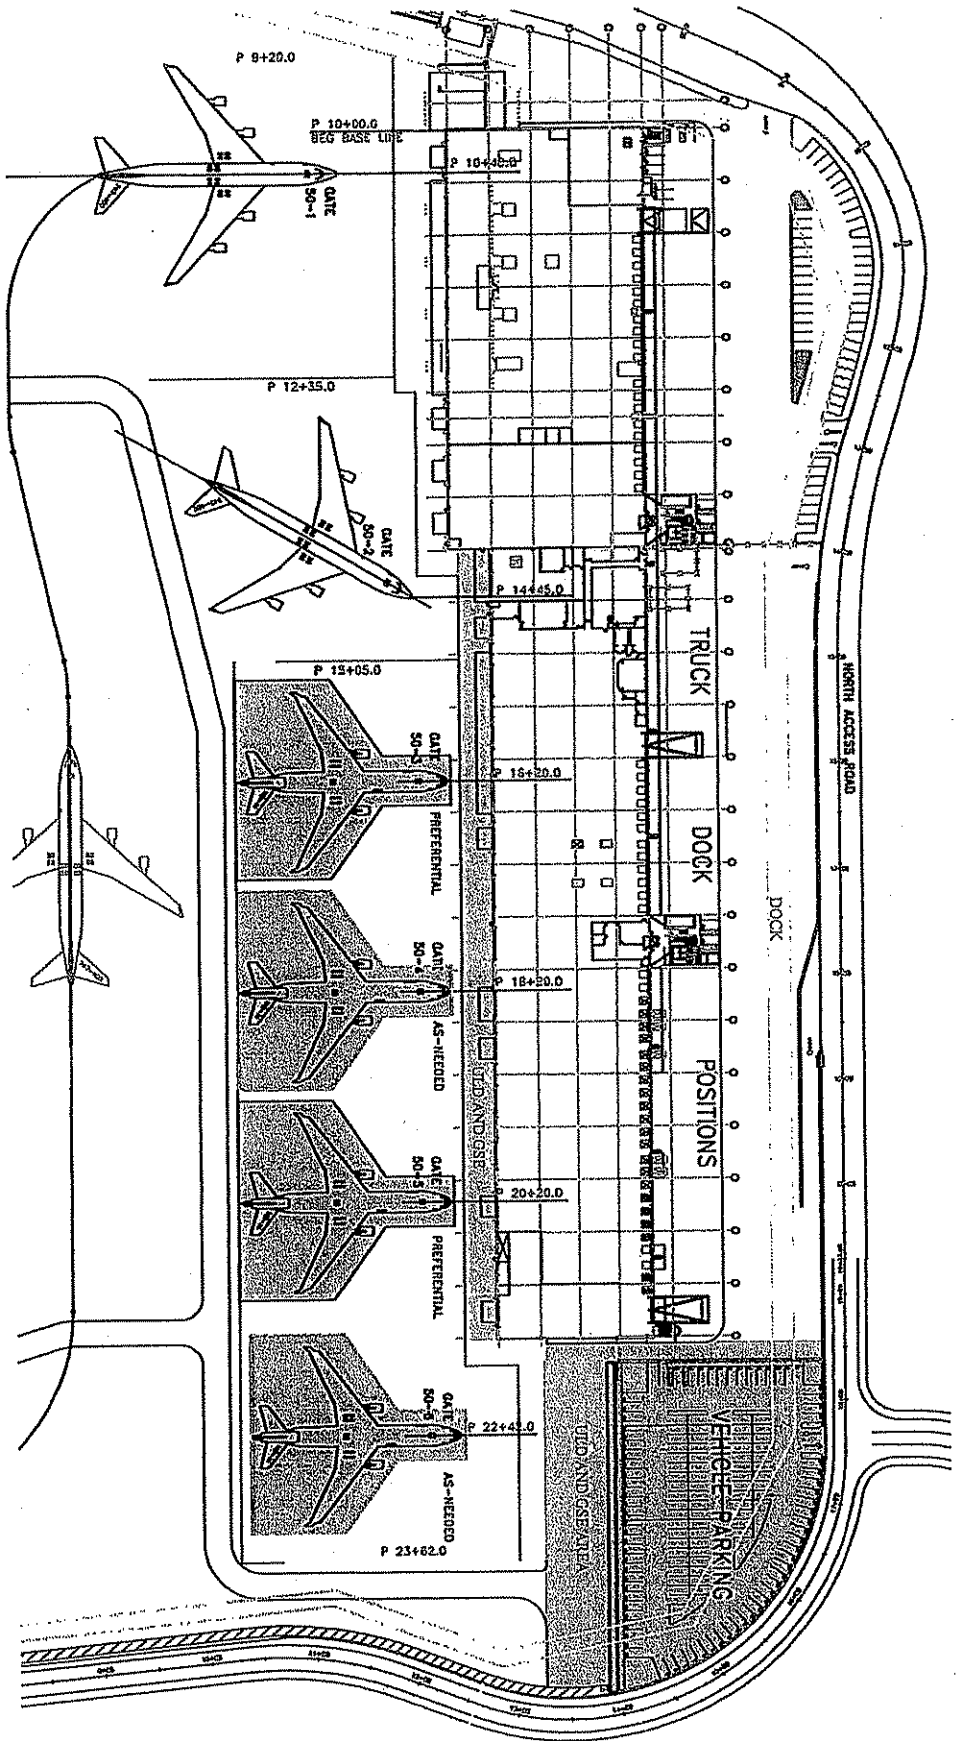 P 9+20.0
P 10+00.0
BEG BASE LINE
P 10+40.0
GATE
50-1
P 12+35.0
GATE
50-2
P 14+45.0
TRUCK
NORTH ACCESS ROAD
P 15+05.0
GATE
50-3
PREFERENTIAL
P 16+20.0
DOCK
DOCK
GATE
50-4
AS-NEEDED
P 18+20.0
POSITIONS
ULD AND GSE
GATE
50-5
PREFERENTIAL
P 20+20.0
GATE
50-6
AS-NEEDED
ULD AND GSE AREA
VEHICLE PARKING
P 23+62.0